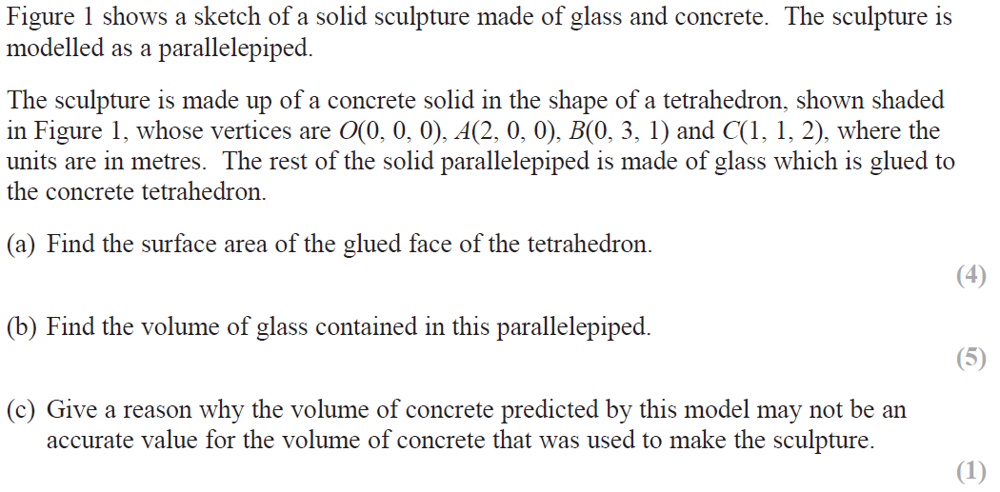 Figure 1 shows a sketch of a solid sculpture made of glass and concrete. The sculpture is
modelled as a parallelepiped.
The sculpture is made up of a concrete solid in the shape of a tetrahedron, shown shaded
in Figure 1, whose vertices are O(0, 0, 0), A(2, 0, 0), B(0, 3, 1) and C(1, 1, 2), where the
units are in metres. The rest of the solid parallelepiped is made of glass which is glued to
the concrete tetrahedron.
(a) Find the surface area of the glued face of the tetrahedron.
(4)
(b) Find the volume of glass contained in this parallelepiped.
(5)
(c) Give a reason why the volume of concrete predicted by this model may not be an
accurate value for the volume of concrete that was used to make the sculpture.
(1)